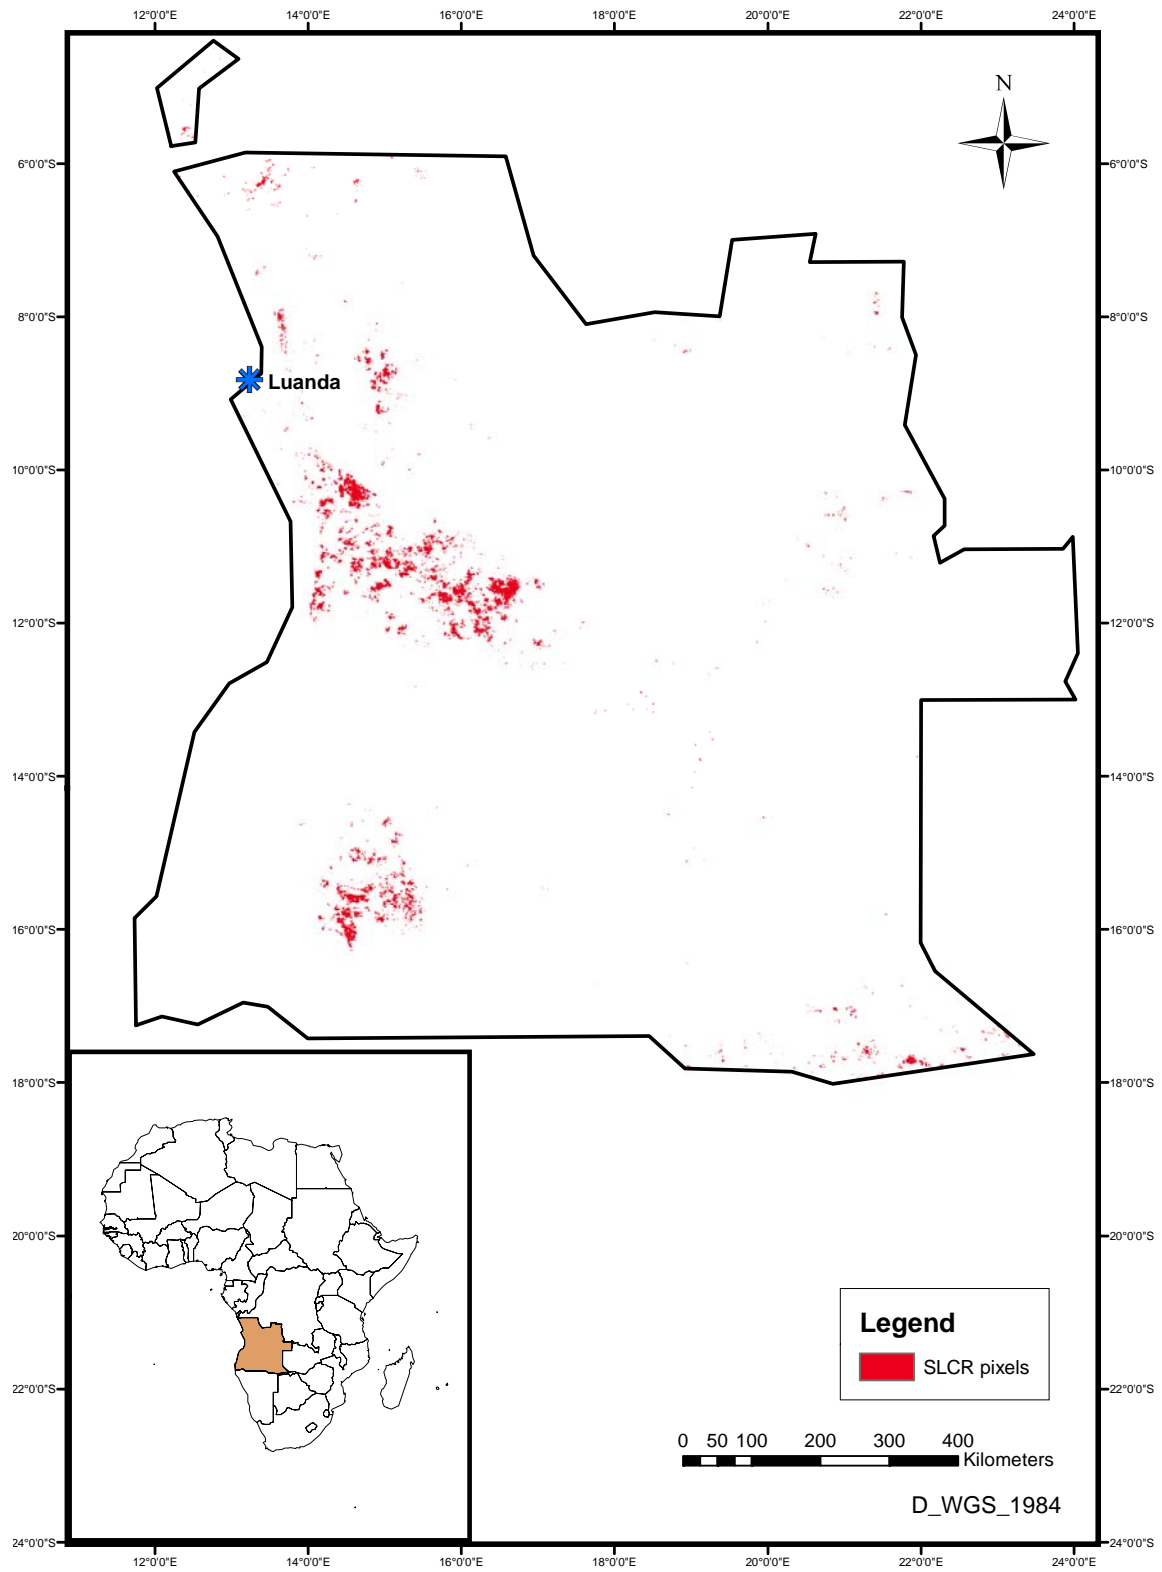 12°0'0"E 14°0'0"E 16°0'0"E 18°0'0"E 20°0'0"E 22°0'0"E 24°0'0"E
N
6°0'0"S 6°0'0"S
8°0'0"S 8°0'0"S
Luanda
10°0'0"S 10°0'0"S
12°0'0"S 12°0'0"S
14°0'0"S 14°0'0"S
16°0'0"S 16°0'0"S
18°0'0"S 18°0'0"S
20°0'0"S 20°0'0"S
Legend
SLCR pixels
22°0'0"S 22°0'0"S
0 50 100 200 300 400
Kilometers
D_WGS_1984
24°0'0"S 24°0'0"S
12°0'0"E 14°0'0"E 16°0'0"E 18°0'0"E 20°0'0"E 22°0'0"E 24°0'0"E